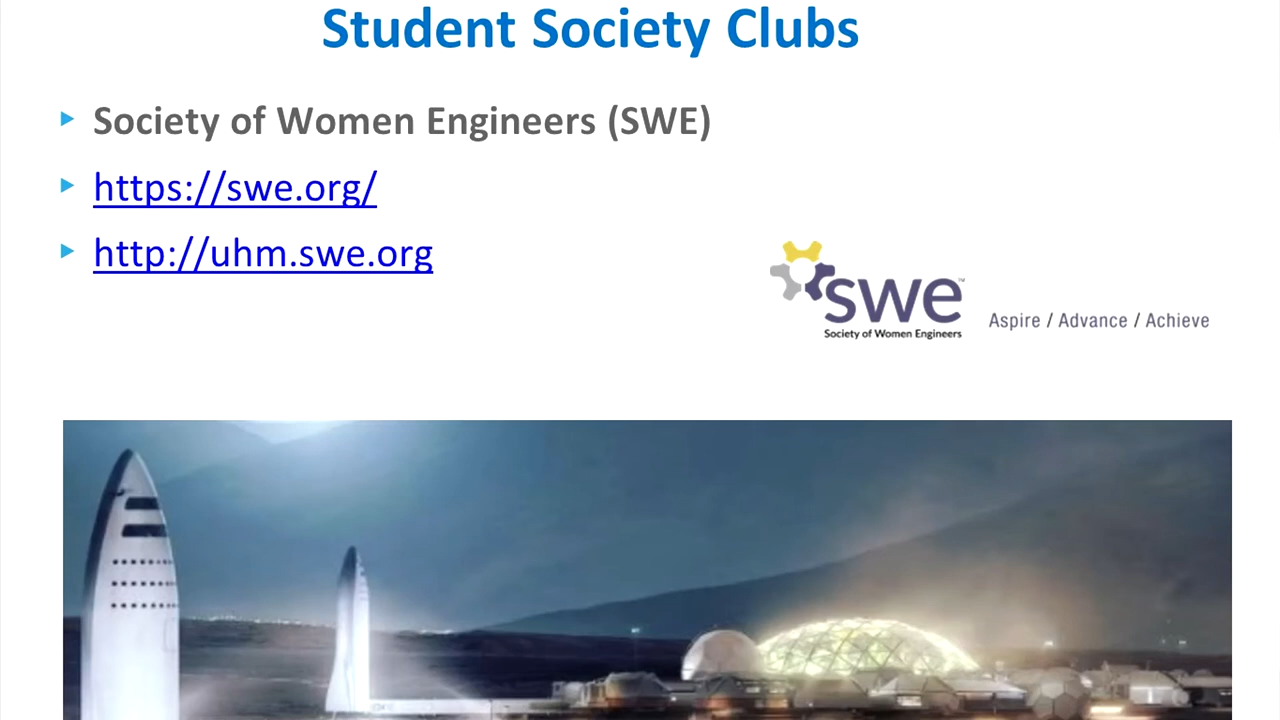 Student Society Clubs
Society of Women Engineers (SWE)
https://swe.org/
http://uhm.swe.org
swe™
Society of Women Engineers
Aspire / Advance / Achieve